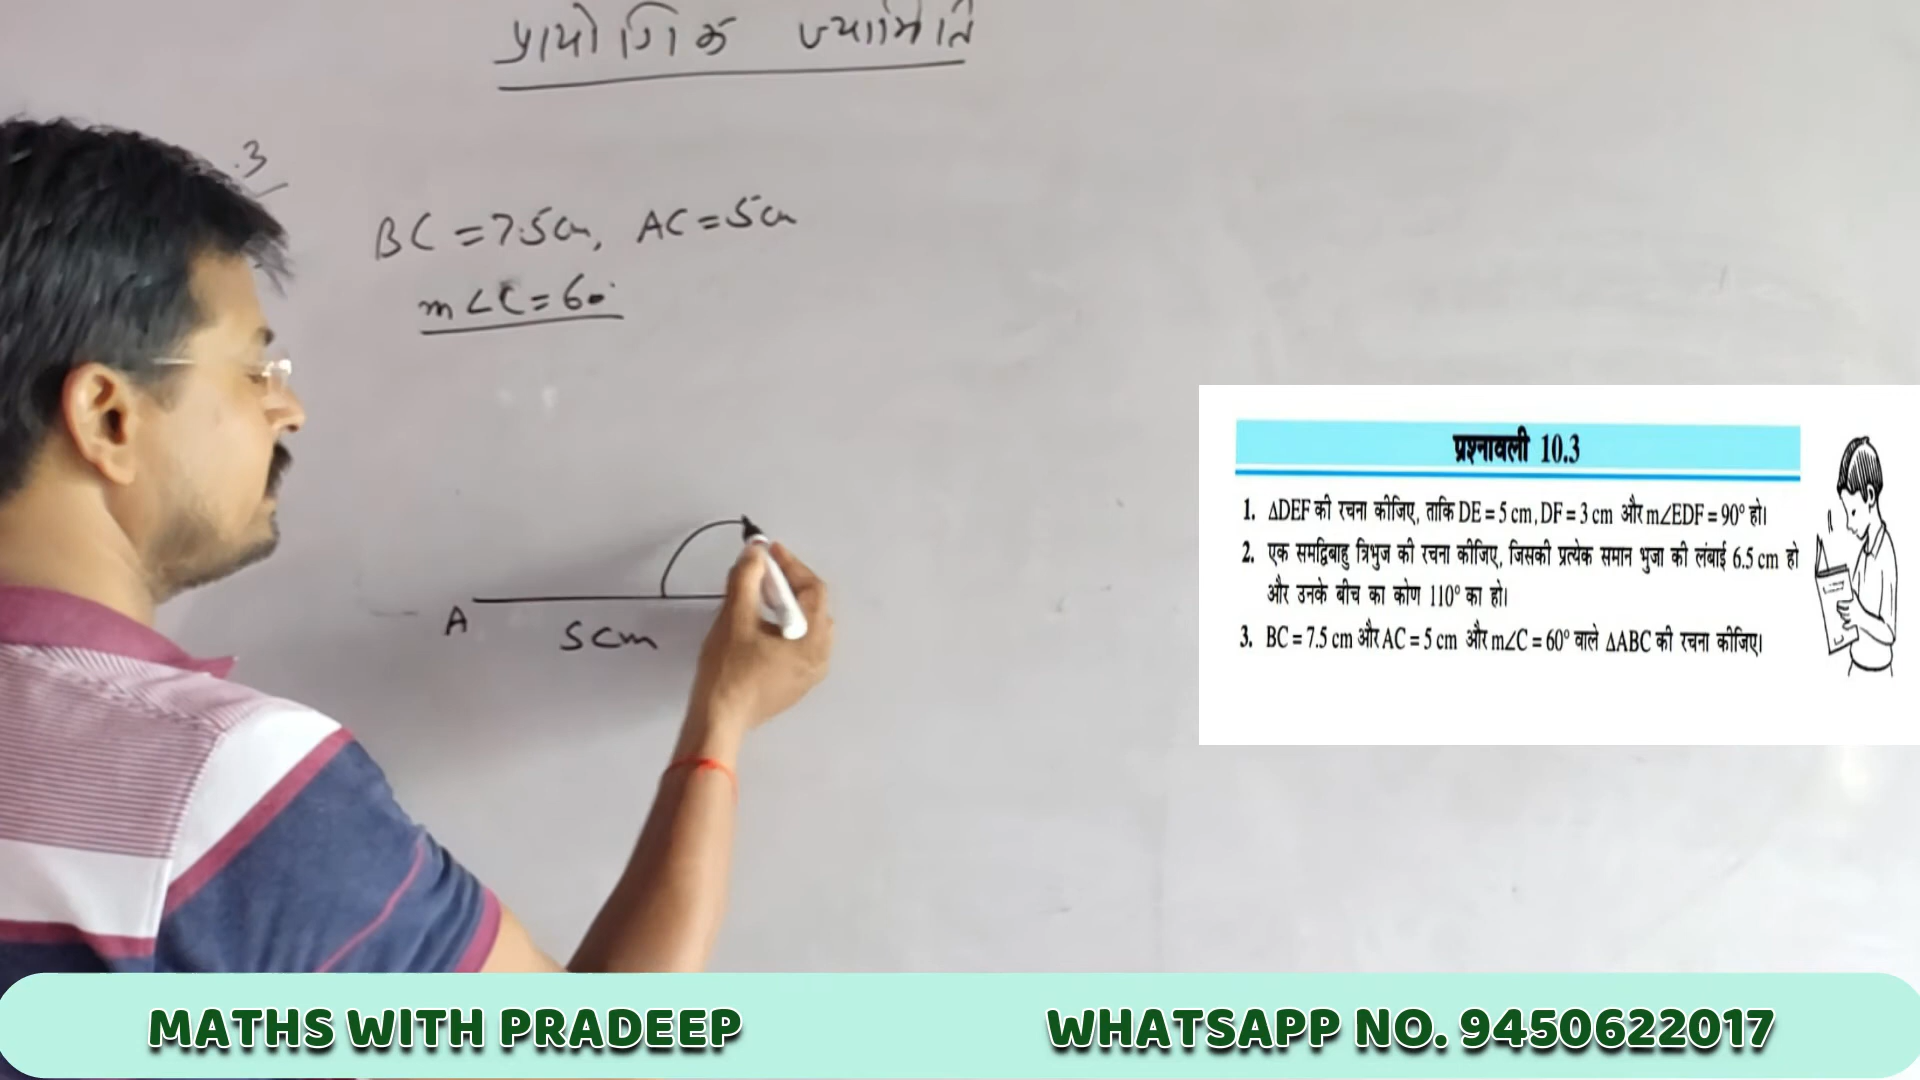 प्रायोगिक ज्यामिति
.3
BC = 7.5cm, AC = 5cm
m∠C = 60°
A
5cm
प्रश्नावली 10.3
1. ΔDEF की रचना कीजिए, ताकि DE = 5 cm, DF = 3 cm और m∠EDF = 90° हो।
2. एक समद्विबाहु त्रिभुज की रचना कीजिए, जिसकी प्रत्येक समान भुजा की लंबाई 6.5 cm हो
और उनके बीच का कोण 110° का हो।
3. BC = 7.5 cm और AC = 5 cm और m∠C = 60° वाले ΔABC की रचना कीजिए।
MATHS WITH PRADEEP
WHATSAPP NO. 9450622017